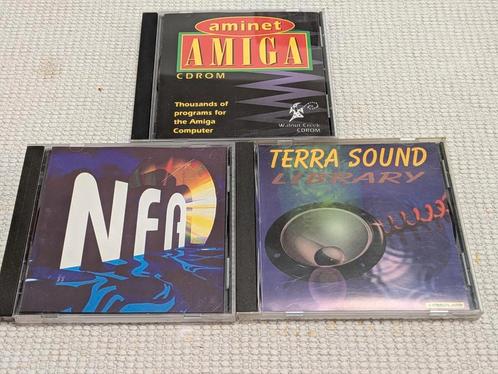 aminet
AMIGA
CDROM
Thousands of
programs for
the Amiga
Computer
Walnut Creek
CDROM
NFA
TERRA SOUND
LIBRARY